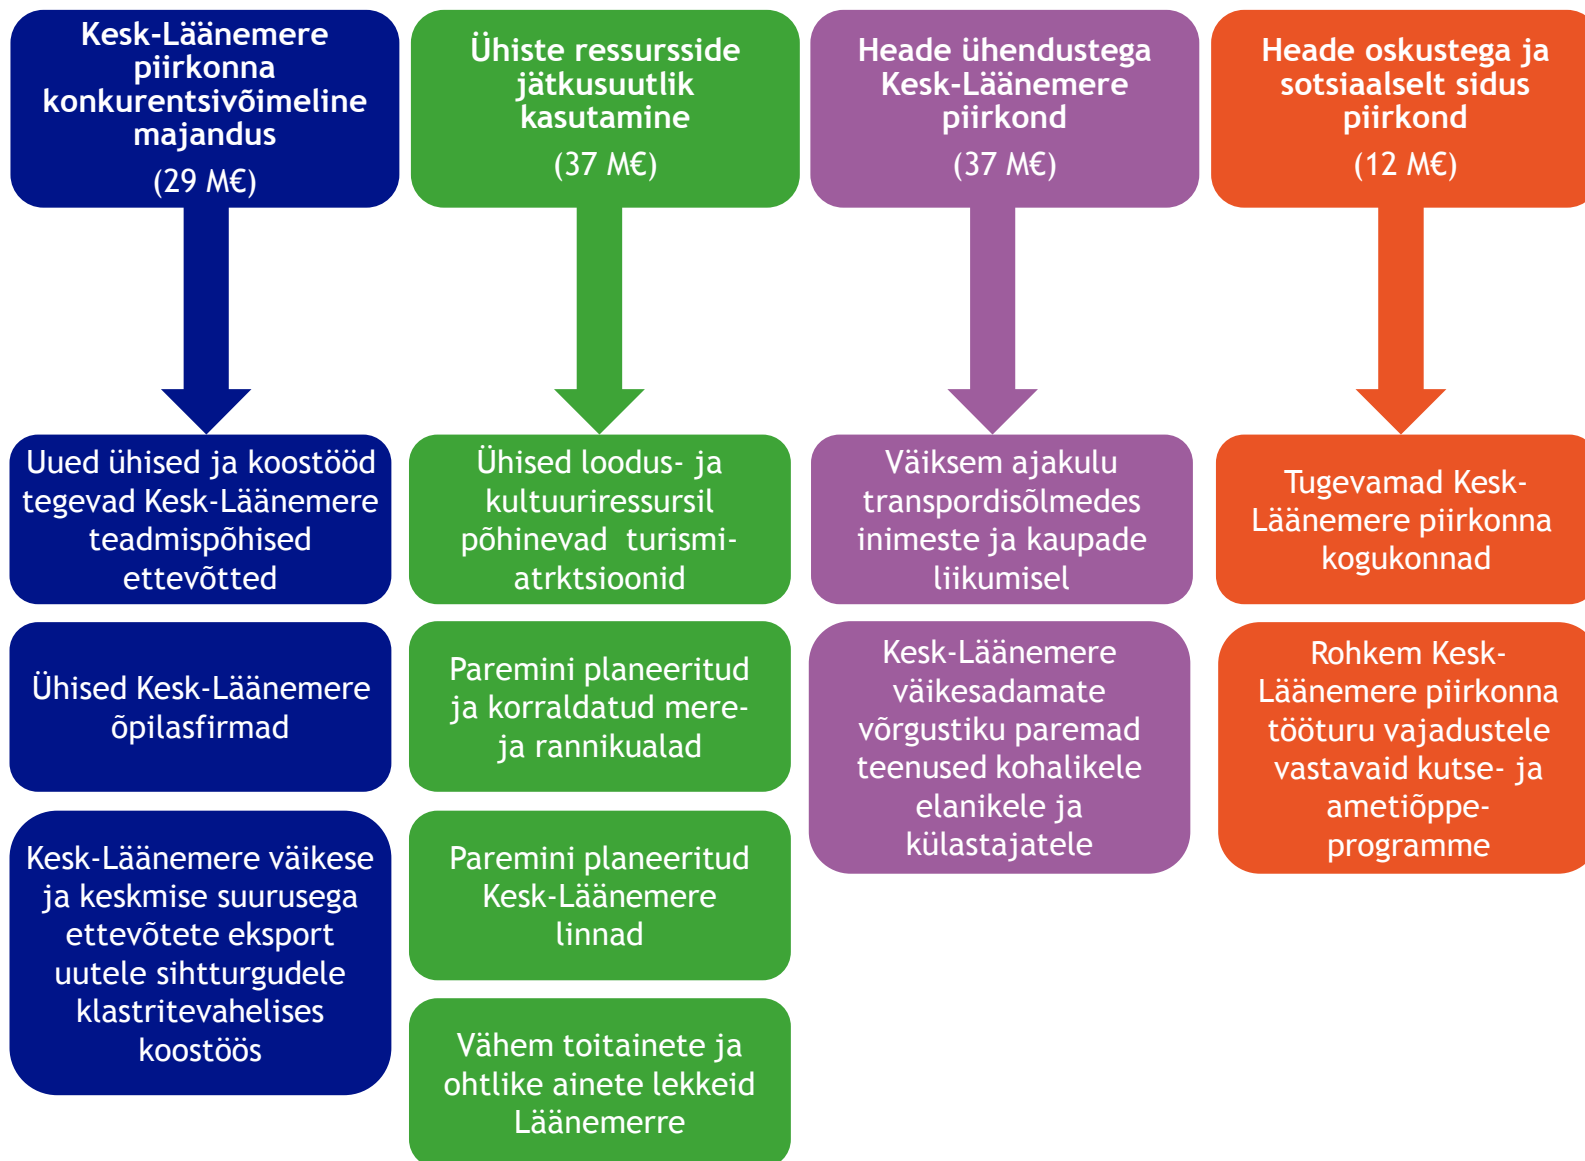 Kesk-Läänemere
piirkonna
konkurentsivõimeline
majandus
(29 M€)
Ühiste ressursside
jätkusuutlik
kasutamine
(37 M€)
Heade ühendustega
Kesk-Läänemere
piirkond
(37 M€)
Heade oskustega ja
sotsiaalselt sidus
piirkond
(12 M€)
Uued ühised ja koostööd
tegevad Kesk-Läänemere
teadmispõhised
ettevõtted
Ühised Kesk-Läänemere
õpilasfirmad
Kesk-Läänemere väikese
ja keskmise suurusega
ettevõtete eksport
uutele sihtturgudele
klastritevahelises
koostöös
Ühised loodus- ja
kultuuriressursil
põhinevad turismi-
atrktsioonid
Paremini planeeritud
ja korraldatud mere-
ja rannikualad
Paremini planeeritud
Kesk-Läänemere
linnad
Vähem toitainete ja
ohtlike ainete lekkeid
Läänemerre
Väiksem ajakulu
transpordisõlmedes
inimeste ja kaupade
liikumisel
Kesk-Läänemere
väikesadamate
võrgustiku paremad
teenused kohalikele
elanikele ja
külastajatele
Tugevamad Kesk-
Läänemere piirkonna
kogukonnad
Rohkem Kesk-
Läänemere piirkonna
tööturu vajadustele
vastavaid kutse- ja
ametiõppe-
programme